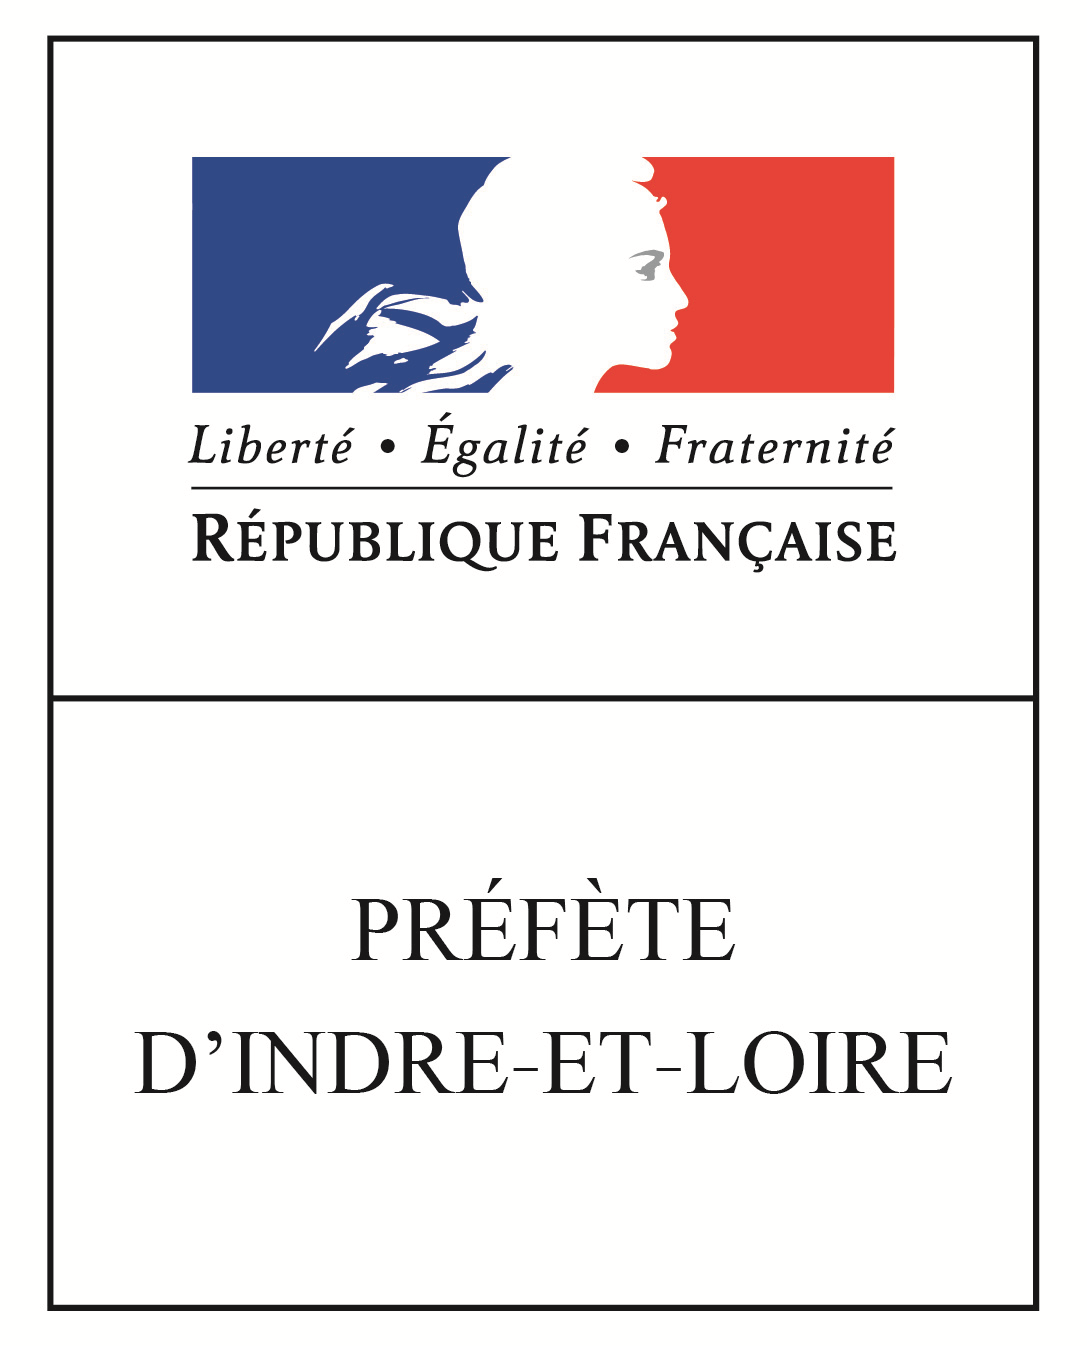 Liberté • Égalité • Fraternité
RÉPUBLIQUE FRANÇAISE
PRÉFÈTE
D’INDRE-ET-LOIRE